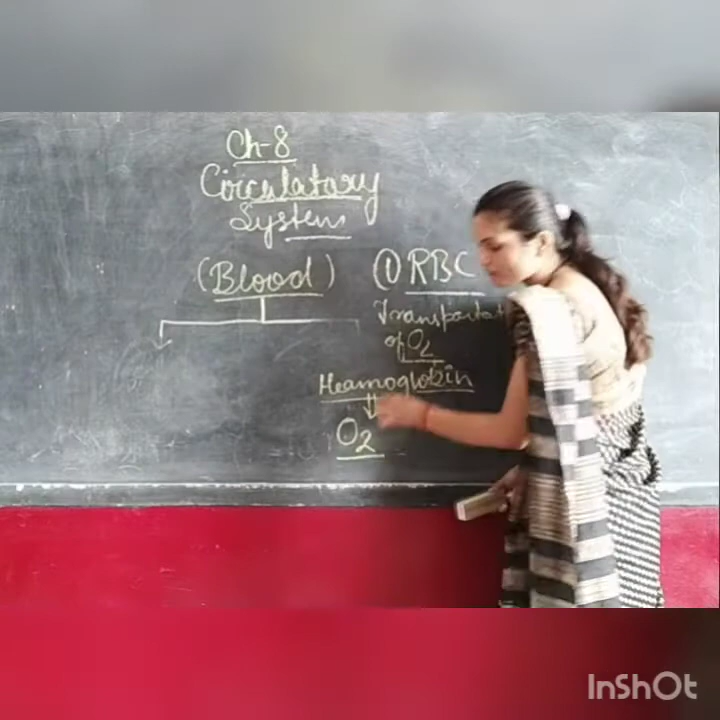 Ch-8
Circulatary
System
(Blood)
① RBC
Transportat
of O2
Heamoglobin
O2
InShOt